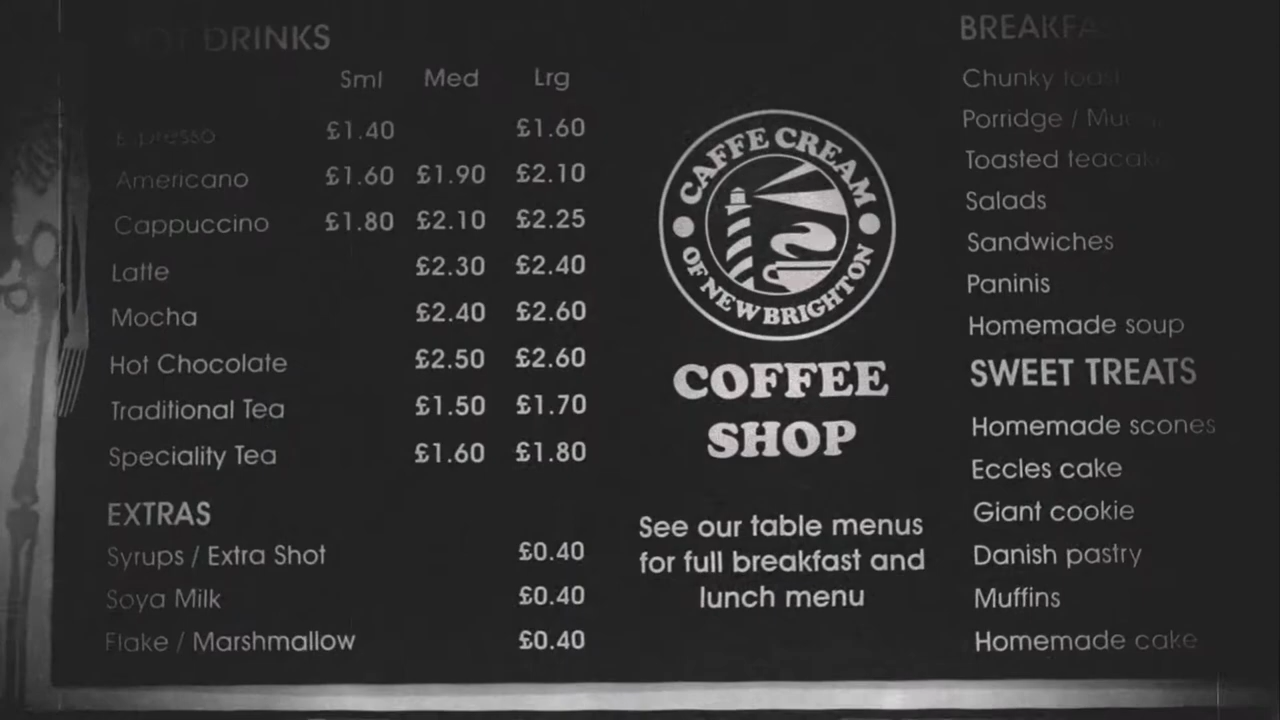 DRINKS
Sml Med Lrg
Espresso £1.40 £1.60
Americano £1.60 £1.90 £2.10
Cappuccino £1.80 £2.10 £2.25
Latte £2.30 £2.40
Mocha £2.40 £2.60
Hot Chocolate £2.50 £2.60
Traditional Tea £1.50 £1.70
Speciality Tea £1.60 £1.80
EXTRAS
Syrups / Extra Shot £0.40
Soya Milk £0.40
Flake / Marshmallow £0.40
CAFFE CREAM
OF NEW BRIGHTON
COFFEE
SHOP
See our table menus
for full breakfast and
lunch menu
Chunky toast
Porridge /
Toasted teacake
Salads
Sandwiches
Paninis
Homemade soup
SWEET TREATS
Homemade scones
Eccles cake
Giant cookie
Danish pastry
Muffins
Homemade cake